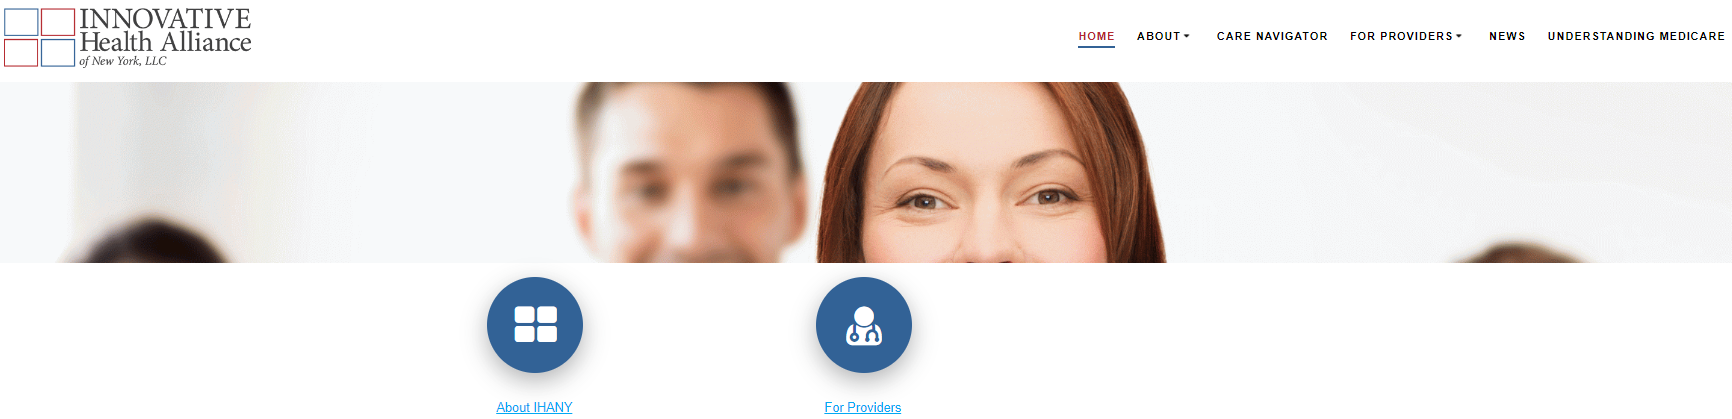 INNOVATIVE
Health Alliance
of New York, LLC
HOME ABOUT CARE NAVIGATOR FOR PROVIDERS NEWS UNDERSTANDING MEDICARE
About IHANY For Providers